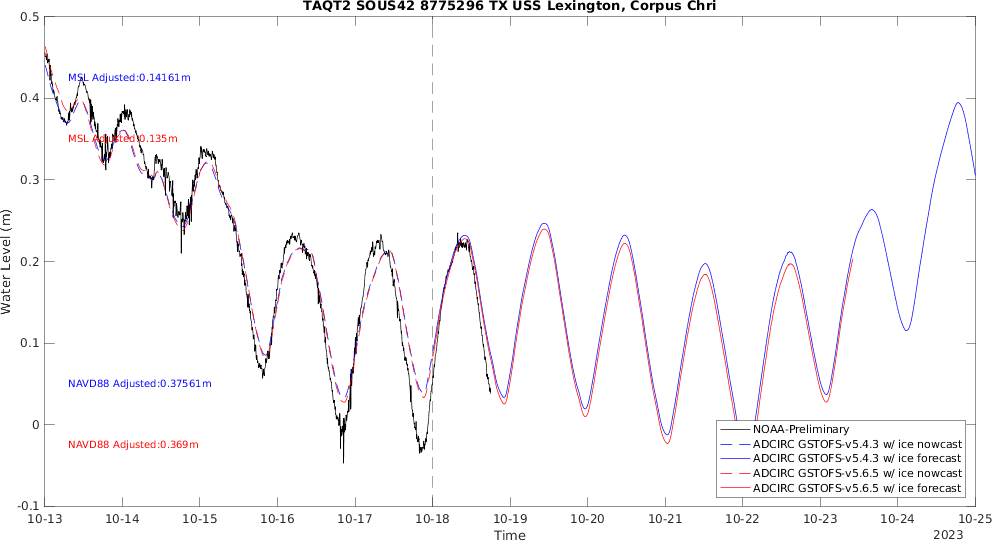 TAQT2 SOUS42 8775296 TX USS Lexington, Corpus Chri
0.5
0.4
0.3
0.2
0.1
0
-0.1
Water Level (m)
MSL Adjusted:0.14161m
MSL Adjusted:0.135m
NAVD88 Adjusted:0.37561m
NAVD88 Adjusted:0.369m
NOAA-Preliminary
ADCIRC GSTOFS-v5.4.3 w/ ice nowcast
ADCIRC GSTOFS-v5.4.3 w/ ice forecast
ADCIRC GSTOFS-v5.6.5 w/ ice nowcast
ADCIRC GSTOFS-v5.6.5 w/ ice forecast
10-13 10-14 10-15 10-16 10-17 10-18 10-19 10-20 10-21 10-22 10-23 10-24 10-25
Time
2023